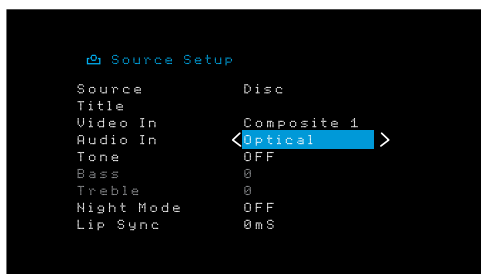 Source Setup
Source Disc
Title
Video In Composite 1
Audio In Optical
Tone OFF
Bass 0
Treble 0
Night Mode OFF
Lip Sync 0mS